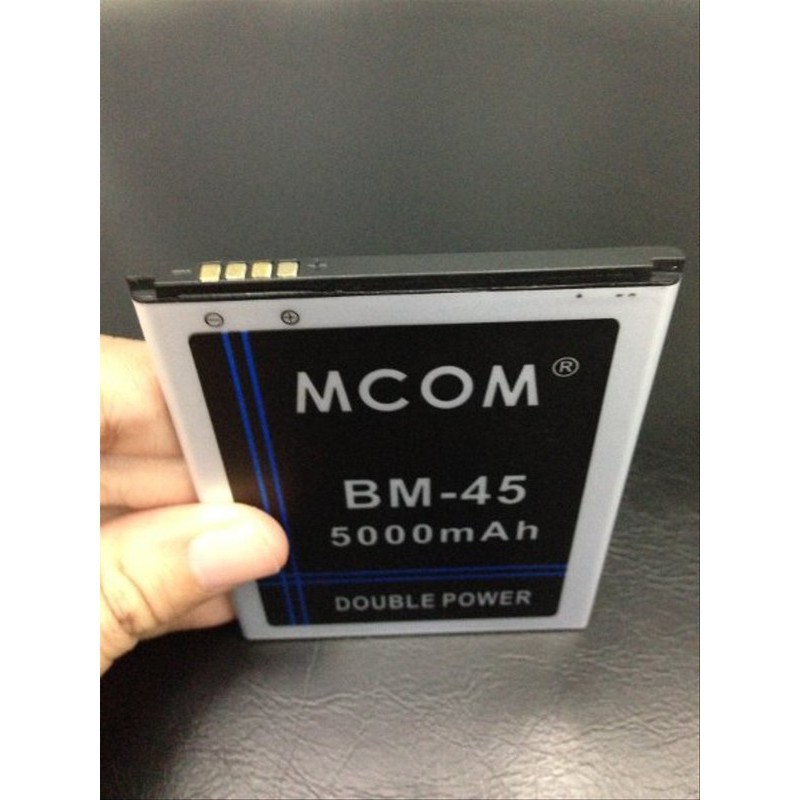 - +
⊖ ⊕
MCOM®
BM-45
5000mAh
DOUBLE POWER